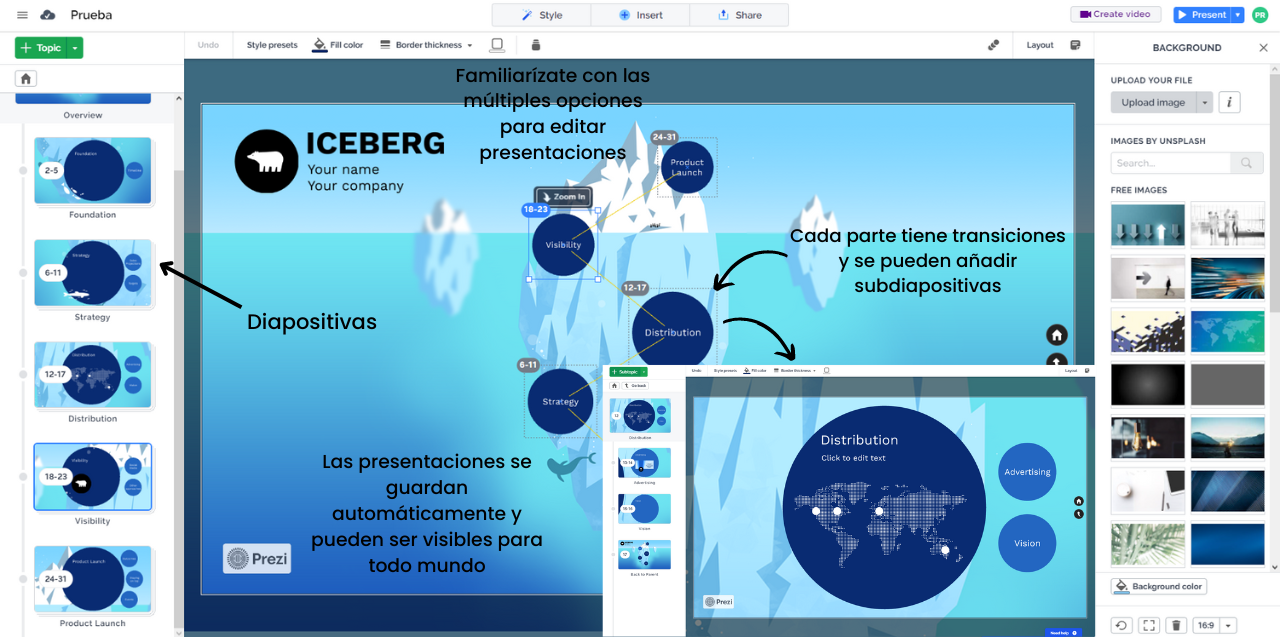 Prueba
Style
Insert
Share
Create video
Present
PR
Topic
Undo
Style presets
Fill color
Border thickness
Layout
BACKGROUND
Overview
2-5
Foundation
Foundation
6-11
Strategy
Strategy
12-17
Distribution
Distribution
18-23
Visibility
Visibility
24-31
Product Launch
Product Launch
Familiarízate con las
múltiples opciones
para editar
presentaciones
ICEBERG
Your name
Your company
24-31
Product
Launch
Zoom In
18-23
Visibility
Cada parte tiene transiciones
y se pueden añadir
subdiapositivas
12-17
Distribution
Diapositivas
6-11
Strategy
Las presentaciones se
guardan
automáticamente y
pueden ser visibles para
todo mundo
Prezi
Subtopic
Go back
Undo
Style presets
Fill color
Border thickness
Layout
Distribution
Advertising
Vision
Back to Parent
Distribution
Click to edit text
Advertising
Vision
Prezi
Need help
UPLOAD YOUR FILE
Upload image
i
IMAGES BY UNSPLASH
Search...
FREE IMAGES
Background color
16:9